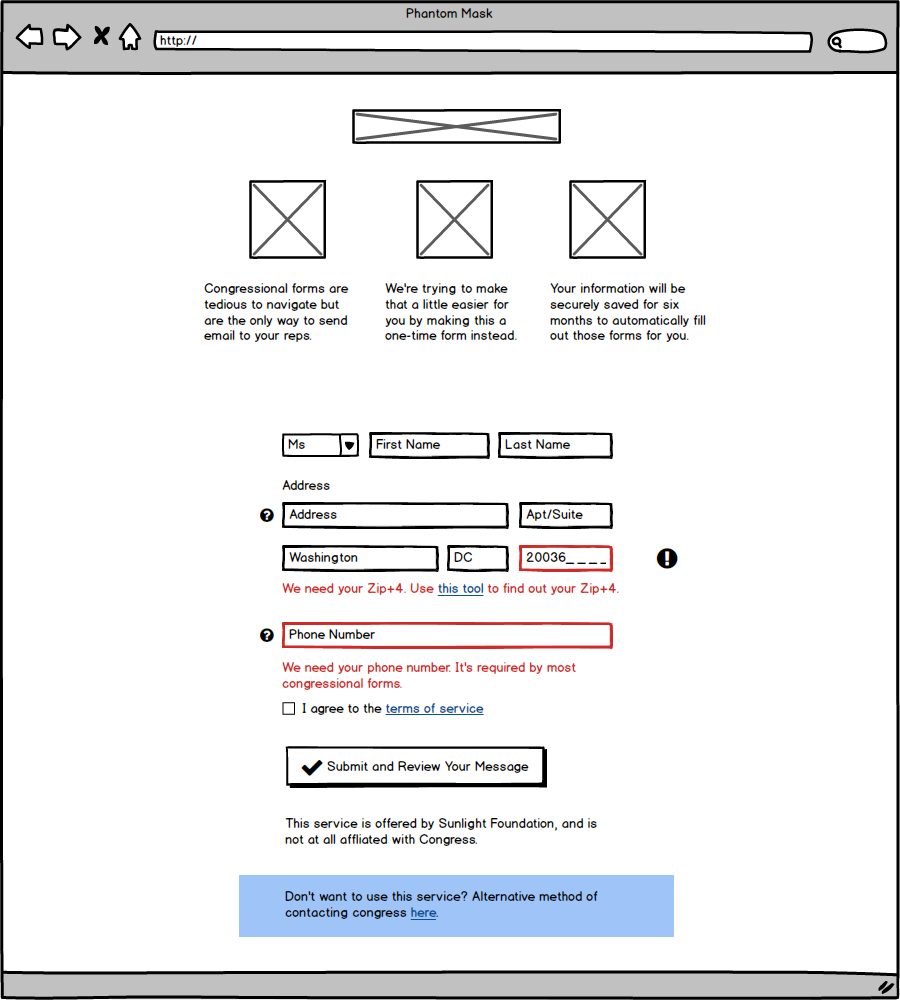 Phantom Mask
http://
Congressional forms are
tedious to navigate but
are the only way to send
email to your reps.
We're trying to make
that a little easier for
you by making this a
one-time form instead.
Your information will be
securely saved for six
months to automatically fill
out those forms for you.
Ms
First Name
Last Name
Address
Address
Apt/Suite
Washington
DC
20036_ _ _ _
We need your Zip+4. Use this tool to find out your Zip+4.
Phone Number
We need your phone number. It's required by most
congressional forms.
I agree to the terms of service
Submit and Review Your Message
This service is offered by Sunlight Foundation, and is
not at all affliated with Congress.
Don't want to use this service? Alternative method of
contacting congress here.